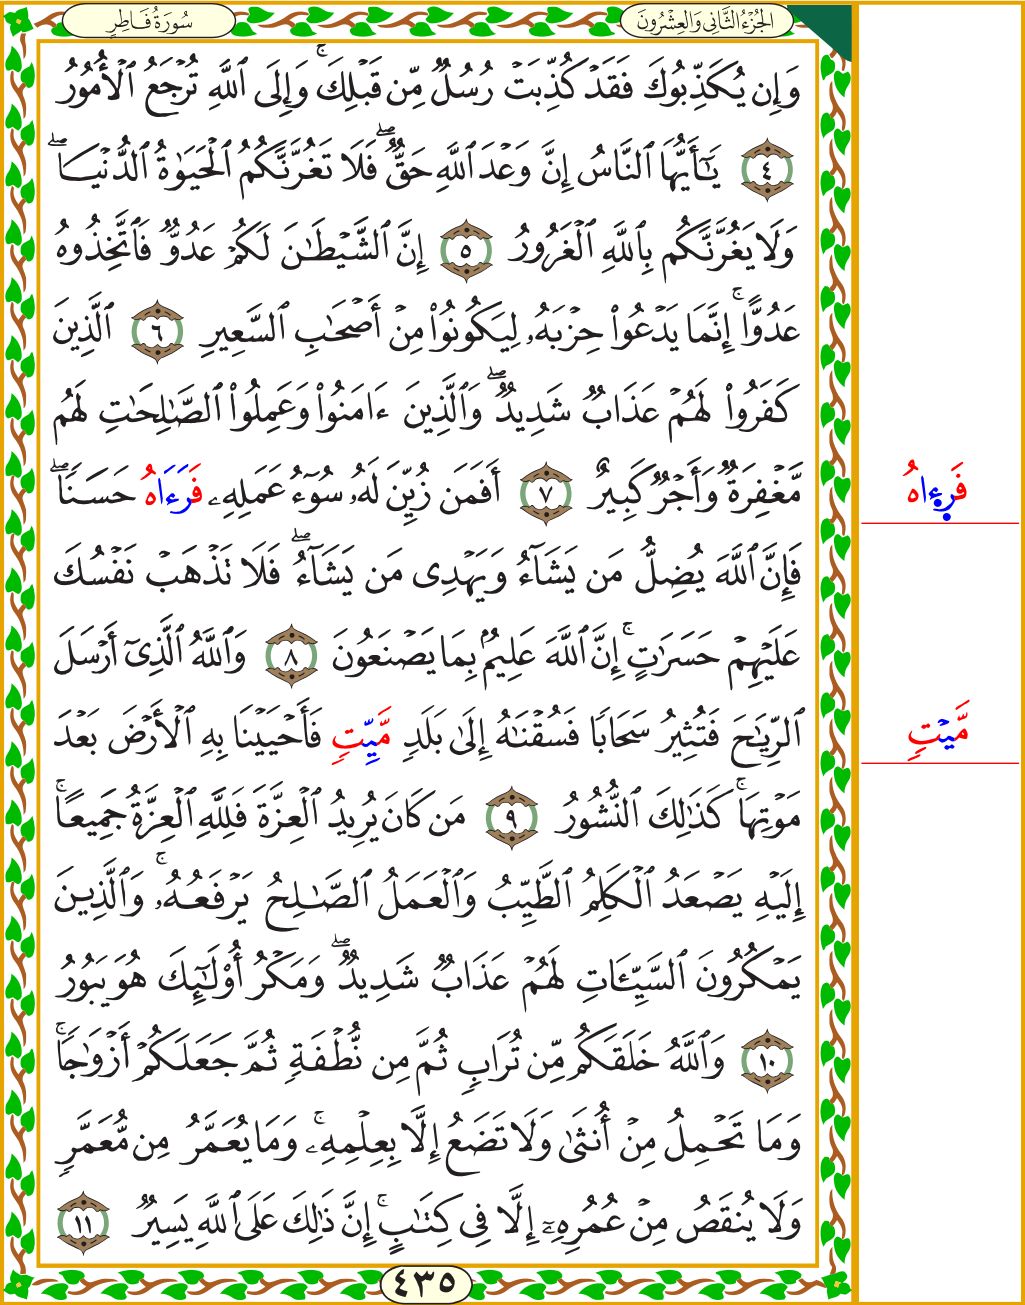 الجُزْءُ الثَّانِي وَالعِشْرُونَ
سُورَةُ فَاطِرٍ
وَإِن يُكَذِّبُوكَ فَقَدْ كُذِّبَتْ رُسُلٌ مِّن قَبْلِكَ ۚ وَإِلَى ٱللَّهِ تُرْجَعُ ٱلْأُمُورُ
٤ يَٰٓأَيُّهَا ٱلنَّاسُ إِنَّ وَعْدَ ٱللَّهِ حَقٌّ ۖ فَلَا تَغُرَّنَّكُمُ ٱلْحَيَوٰةُ ٱلدُّنْيَا ۖ
وَلَا يَغُرَّنَّكُم بِٱللَّهِ ٱلْغَرُورُ ٥ إِنَّ ٱلشَّيْطَٰنَ لَكُمْ عَدُوٌّ فَٱتَّخِذُوهُ
عَدُوًّا ۚ إِنَّمَا يَدْعُوا۟ حِزْبَهُۥ لِيَكُونُوا۟ مِنْ أَصْحَٰبِ ٱلسَّعِيرِ ٦ ٱلَّذِينَ
كَفَرُوا۟ لَهُمْ عَذَابٌ شَدِيدٌ ۖ وَٱلَّذِينَ ءَامَنُوا۟ وَعَمِلُوا۟ ٱلصَّٰلِحَٰتِ لَهُم
مَّغْفِرَةٌ وَأَجْرٌ كَبِيرٌ ٧ أَفَمَن زُيِّنَ لَهُۥ سُوٓءُ عَمَلِهِۦ فَرَءَاهُ حَسَنًا ۖ
فَرَءَاهُ
فَإِنَّ ٱللَّهَ يُضِلُّ مَن يَشَآءُ وَيَهْدِى مَن يَشَآءُ ۖ فَلَا تَذْهَبْ نَفْسُكَ
عَلَيْهِمْ حَسَرَٰتٍ ۚ إِنَّ ٱللَّهَ عَلِيمٌۢ بِمَا يَصْنَعُونَ ٨ وَٱللَّهُ ٱلَّذِىٓ أَرْسَلَ
ٱلرِّيَٰحَ فَتُثِيرُ سَحَابًا فَسُقْنَٰهُ إِلَىٰ بَلَدٍ مَّيِّتٍ فَأَحْيَيْنَا بِهِ ٱلْأَرْضَ بَعْدَ
مَّيْتٍ
مَوْتِهَا ۚ كَذَٰلِكَ ٱلنُّشُورُ ٩ مَن كَانَ يُرِيدُ ٱلْعِزَّةَ فَلِلَّهِ ٱلْعِزَّةُ جَمِيعًا ۚ
إِلَيْهِ يَصْعَدُ ٱلْكَلِمُ ٱلطَّيِّبُ وَٱلْعَمَلُ ٱلصَّٰلِحُ يَرْفَعُهُۥ ۚ وَٱلَّذِينَ
يَمْكُرُونَ ٱلسَّيِّـَٔاتِ لَهُمْ عَذَابٌ شَدِيدٌ ۖ وَمَكْرُ أُو۟لَٰٓئِكَ هُوَ يَبُورُ
١٠ وَٱللَّهُ خَلَقَكُم مِّن تُرَابٍ ثُمَّ مِن نُّطْفَةٍ ثُمَّ جَعَلَكُمْ أَزْوَٰجًا ۚ
وَمَا تَحْمِلُ مِنْ أُنثَىٰ وَلَا تَضَعُ إِلَّا بِعِلْمِهِۦ ۚ وَمَا يُعَمَّرُ مِن مُّعَمَّرٍ
وَلَا يُنقَصُ مِنْ عُمُرِهِۦٓ إِلَّا فِى كِتَٰبٍ ۚ إِنَّ ذَٰلِكَ عَلَى ٱللَّهِ يَسِيرٌ ١١
٤٣٥